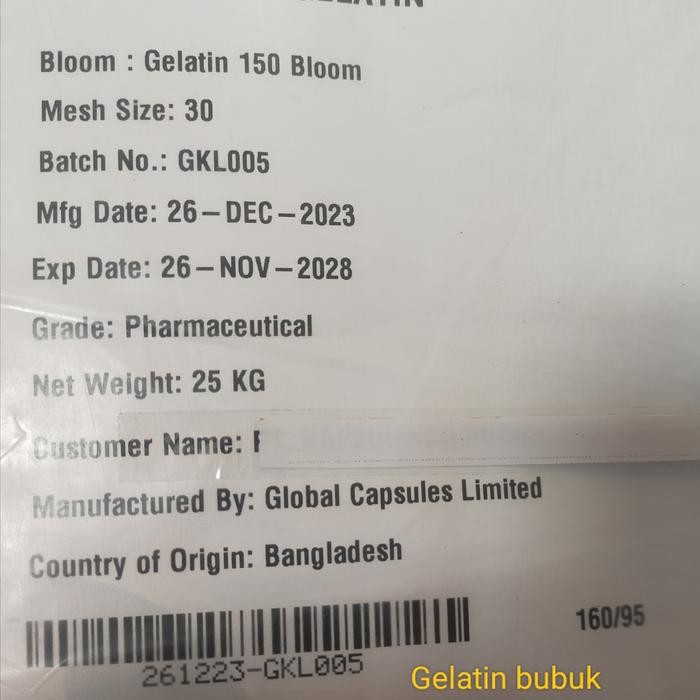 Bloom : Gelatin 150 Bloom
Mesh Size: 30
Batch No.: GKL005
Mfg Date: 26-DEC-2023
Exp Date: 26-NOV-2028
Grade: Pharmaceutical
Net Weight: 25 KG
Customer Name:
Manufactured By: Global Capsules Limited
Country of Origin: Bangladesh
160/95
261223-GKL005
Gelatin bubuk